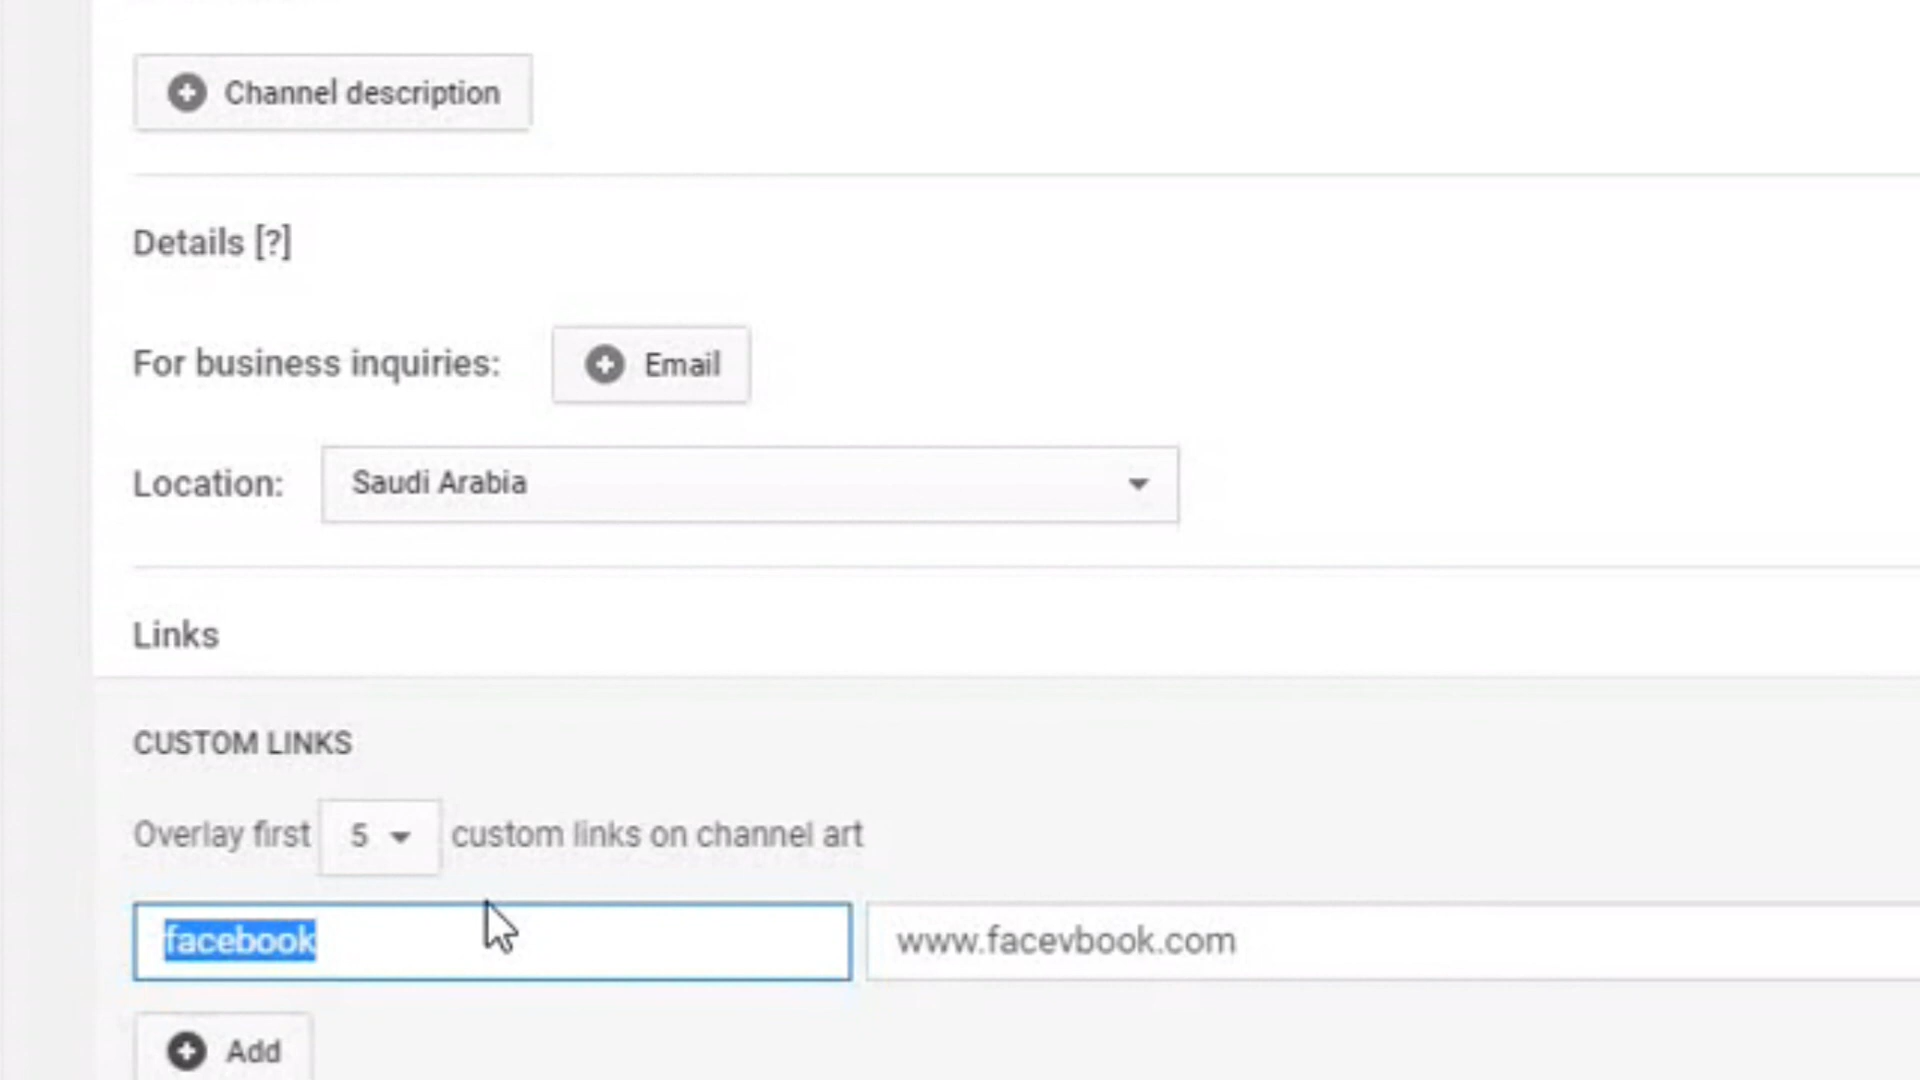 Channel description
Details [?]
For business inquiries: Email
Location: Saudi Arabia
Links
CUSTOM LINKS
Overlay first 5 custom links on channel art
facebook www.facevbook.com
Add